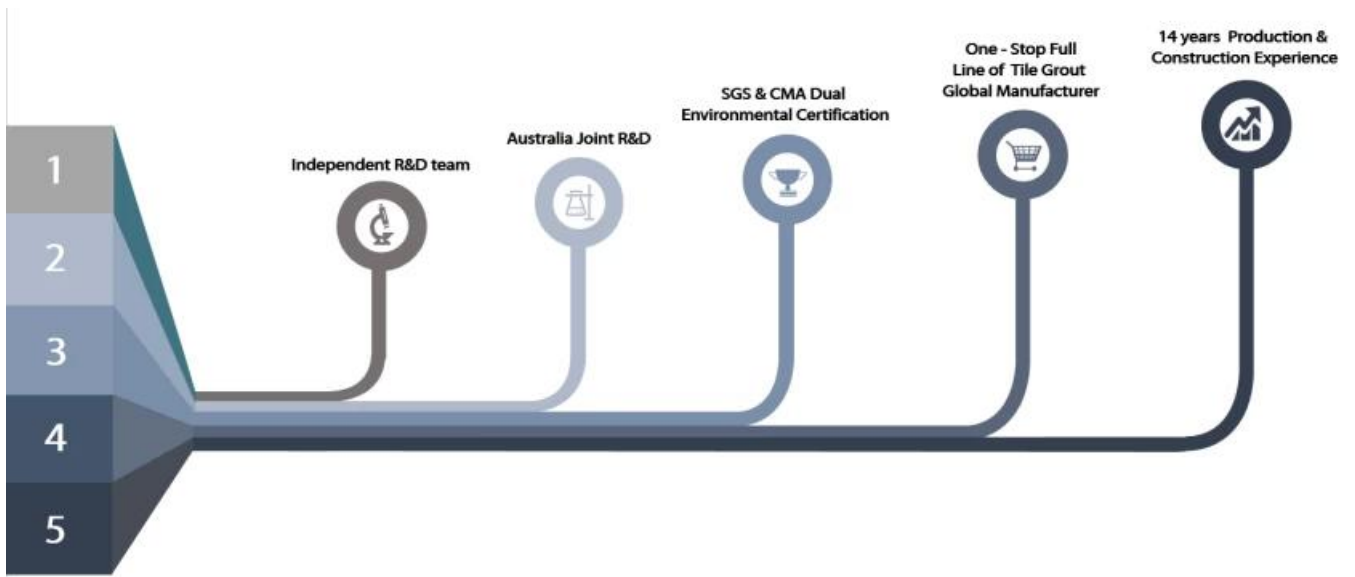 1
2
3
4
5
Independent R&D team
Australia Joint R&D
SGS & CMA Dual
Environmental Certification
One - Stop Full
Line of Tile Grout
Global Manufacturer
14 years Production &
Construction Experience